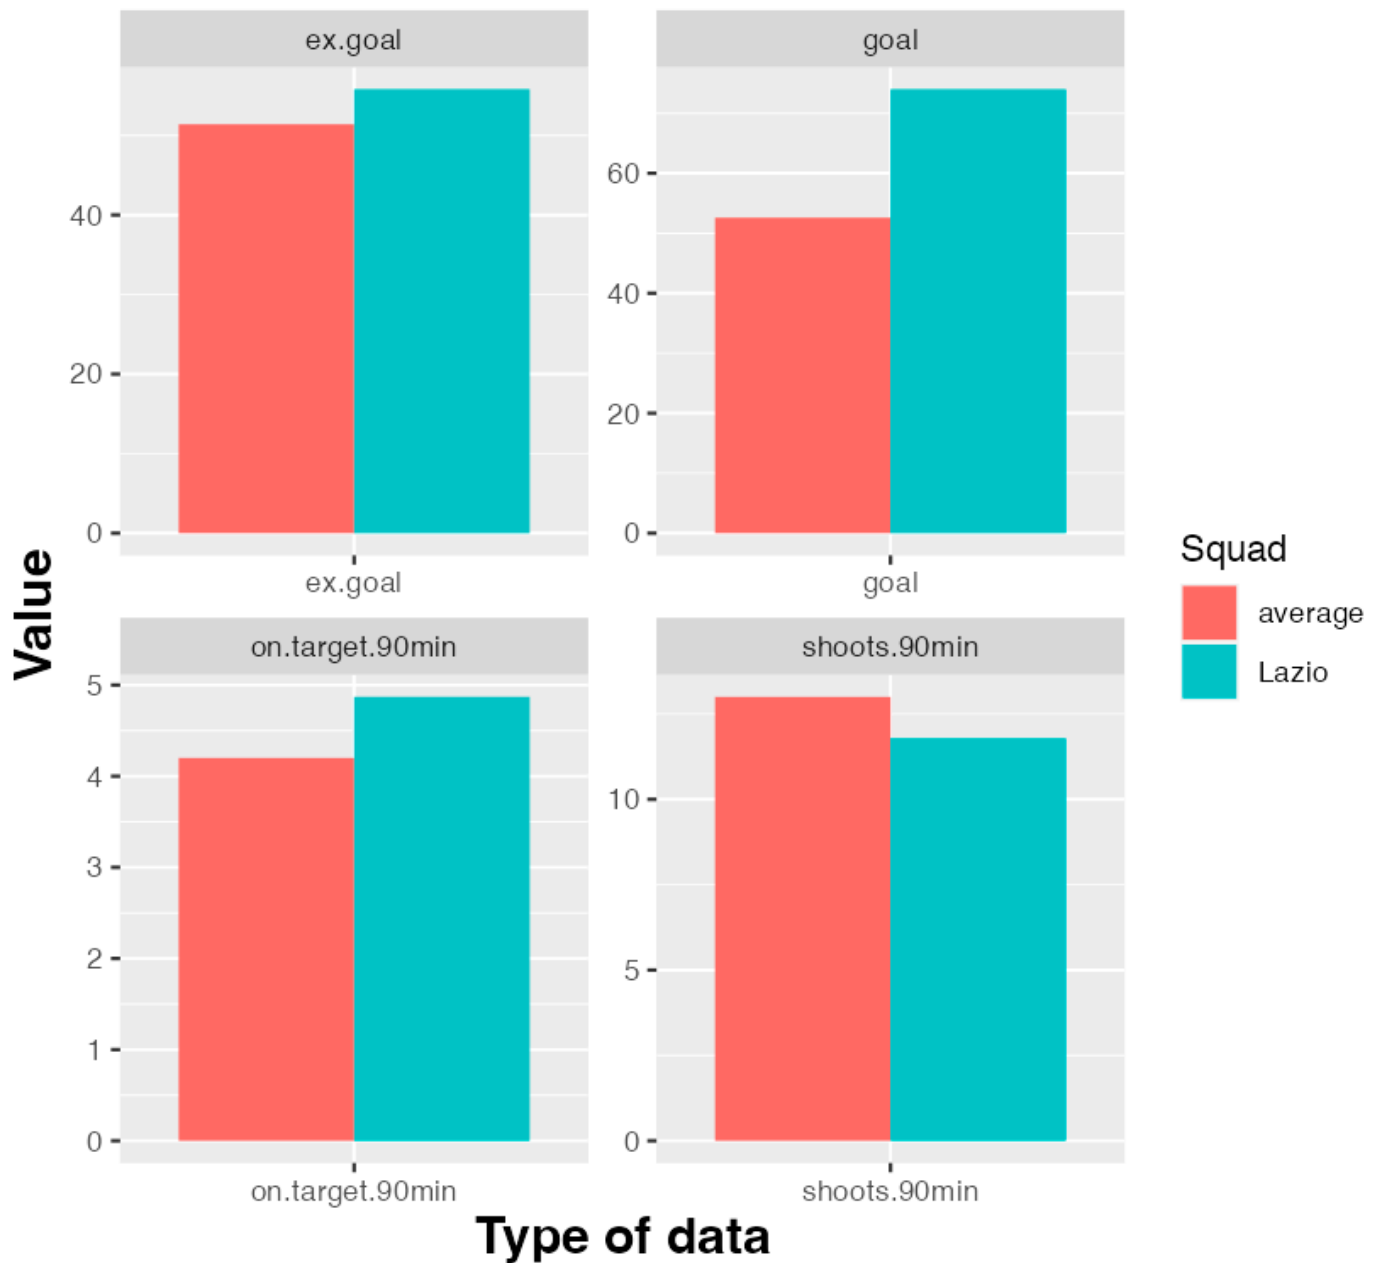 ex.goal
goal
40
20
0
60
40
20
0
ex.goal
goal
Value
Squad
average
Lazio
on.target.90min
shoots.90min
5
4
3
2
1
0
10
5
0
on.target.90min
shoots.90min
Type of data